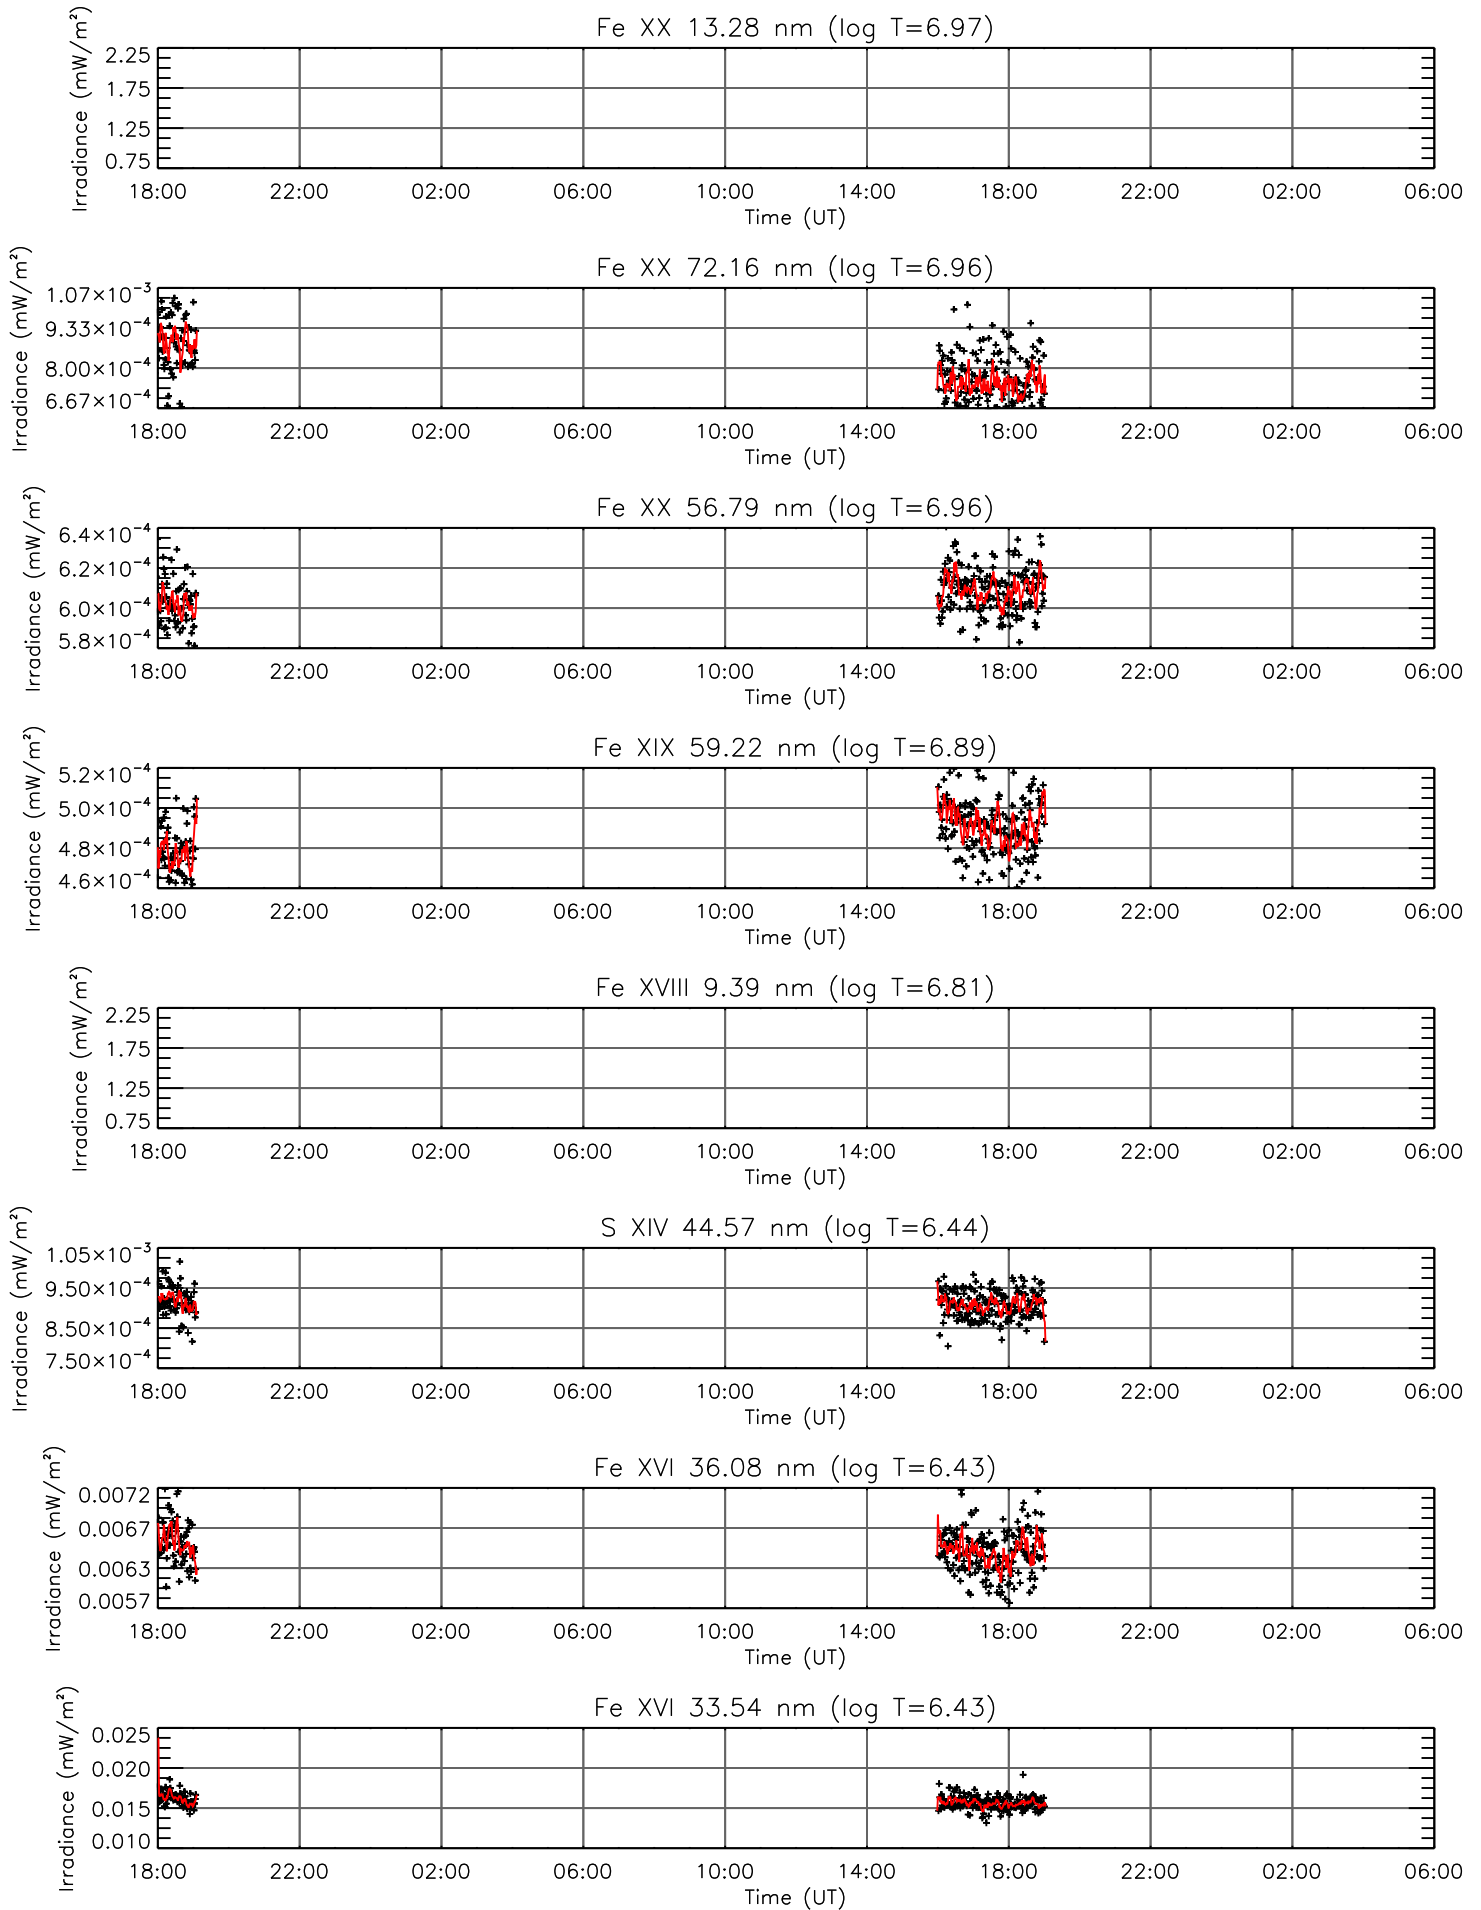 Fe XX 13.28 nm (log T=6.97)
Irradiance (mW/m²)
2.25
1.75
1.25
0.75
18:00 22:00 02:00 06:00 10:00 14:00 18:00 22:00 02:00 06:00
Time (UT)
Fe XX 72.16 nm (log T=6.96)
Irradiance (mW/m²)
1.07×10⁻³
9.33×10⁻⁴
8.00×10⁻⁴
6.67×10⁻⁴
18:00 22:00 02:00 06:00 10:00 14:00 18:00 22:00 02:00 06:00
Time (UT)
Fe XX 56.79 nm (log T=6.96)
Irradiance (mW/m²)
6.4×10⁻⁴
6.2×10⁻⁴
6.0×10⁻⁴
5.8×10⁻⁴
18:00 22:00 02:00 06:00 10:00 14:00 18:00 22:00 02:00 06:00
Time (UT)
Fe XIX 59.22 nm (log T=6.89)
Irradiance (mW/m²)
5.2×10⁻⁴
5.0×10⁻⁴
4.8×10⁻⁴
4.6×10⁻⁴
18:00 22:00 02:00 06:00 10:00 14:00 18:00 22:00 02:00 06:00
Time (UT)
Fe XVIII 9.39 nm (log T=6.81)
Irradiance (mW/m²)
2.25
1.75
1.25
0.75
18:00 22:00 02:00 06:00 10:00 14:00 18:00 22:00 02:00 06:00
Time (UT)
S XIV 44.57 nm (log T=6.44)
Irradiance (mW/m²)
1.05×10⁻³
9.50×10⁻⁴
8.50×10⁻⁴
7.50×10⁻⁴
18:00 22:00 02:00 06:00 10:00 14:00 18:00 22:00 02:00 06:00
Time (UT)
Fe XVI 36.08 nm (log T=6.43)
Irradiance (mW/m²)
0.0072
0.0067
0.0063
0.0057
18:00 22:00 02:00 06:00 10:00 14:00 18:00 22:00 02:00 06:00
Time (UT)
Fe XVI 33.54 nm (log T=6.43)
Irradiance (mW/m²)
0.025
0.020
0.015
0.010
18:00 22:00 02:00 06:00 10:00 14:00 18:00 22:00 02:00 06:00
Time (UT)